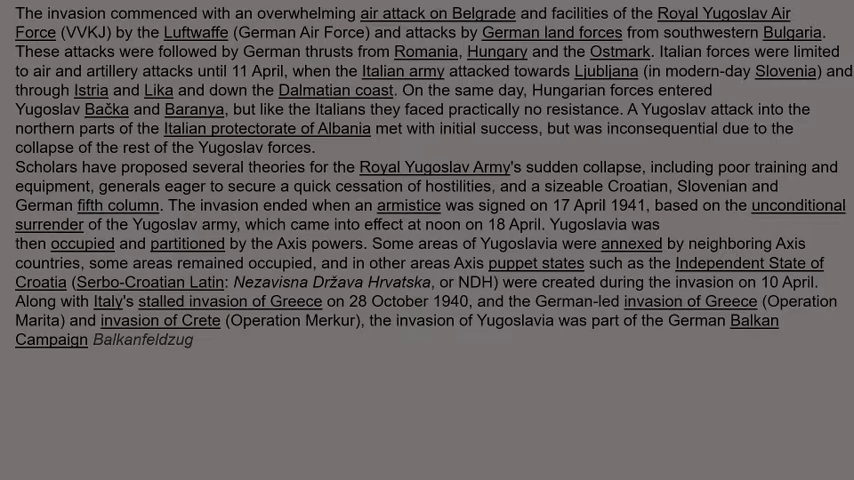 The invasion commenced with an overwhelming air attack on Belgrade and facilities of the Royal Yugoslav Air
Force (VVKJ) by the Luftwaffe (German Air Force) and attacks by German land forces from southwestern Bulgaria.
These attacks were followed by German thrusts from Romania, Hungary and the Ostmark. Italian forces were limited
to air and artillery attacks until 11 April, when the Italian army attacked towards Ljubljana (in modern-day Slovenia) and
through Istria and Lika and down the Dalmatian coast. On the same day, Hungarian forces entered
Yugoslav Bačka and Baranya, but like the Italians they faced practically no resistance. A Yugoslav attack into the
northern parts of the Italian protectorate of Albania met with initial success, but was inconsequential due to the
collapse of the rest of the Yugoslav forces.
Scholars have proposed several theories for the Royal Yugoslav Army's sudden collapse, including poor training and
equipment, generals eager to secure a quick cessation of hostilities, and a sizeable Croatian, Slovenian and
German fifth column. The invasion ended when an armistice was signed on 17 April 1941, based on the unconditional
surrender of the Yugoslav army, which came into effect at noon on 18 April. Yugoslavia was
then occupied and partitioned by the Axis powers. Some areas of Yugoslavia were annexed by neighboring Axis
countries, some areas remained occupied, and in other areas Axis puppet states such as the Independent State of
Croatia (Serbo-Croatian Latin: Nezavisna Država Hrvatska, or NDH) were created during the invasion on 10 April.
Along with Italy's stalled invasion of Greece on 28 October 1940, and the German-led invasion of Greece (Operation
Marita) and invasion of Crete (Operation Merkur), the invasion of Yugoslavia was part of the German Balkan
Campaign Balkanfeldzug